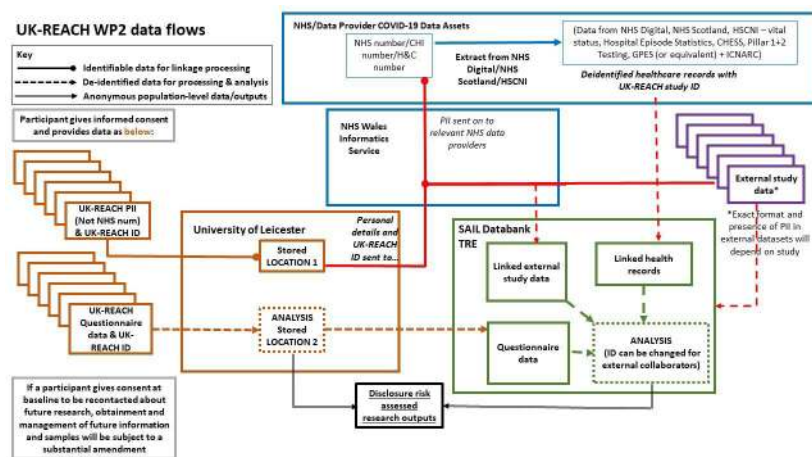 UK-REACH WP2 data flows
Key
Identifiable data for linkage processing
De-identified data for processing & analysis
Anonymous population-level data/outputs
Participant gives informed consent
and provides data as below:
NHS/Data Provider COVID-19 Data Assets
NHS number/CHI
number/H&C
number
Extract from NHS
Digital/NHS
Scotland/HSCNI
(Data from NHS Digital, NHS Scotland, HSCNI – vital
status, Hospital Episode Statistics, CHESS, Pillar 1+2
Testing, GPES (or equivalent) + ICNARC)
Deidentified healthcare records with
UK-REACH study ID
NHS Wales
Informatics
Service
PII sent on to
relevant NHS data
providers
External study
data*
*Exact format and
presence of PII in
external datasets will
depend on study
UK-REACH PII
(Not NHS num)
& UK-REACH ID
University of Leicester
Stored
LOCATION 1
Personal
details and
UK-REACH
ID sent to...
UK-REACH
Questionnaire
data & UK-
REACH ID
ANALYSIS
Stored
LOCATION 2
SAIL Databank
TRE
Linked external
study data
Linked health
records
Questionnaire
data
ANALYSIS
(ID can be changed for
external collaborators)
If a participant gives consent at
baseline to be recontacted about
future research, obtainment and
management of future information
and samples will be subject to a
substantial amendment
Disclosure risk
assessed
research outputs